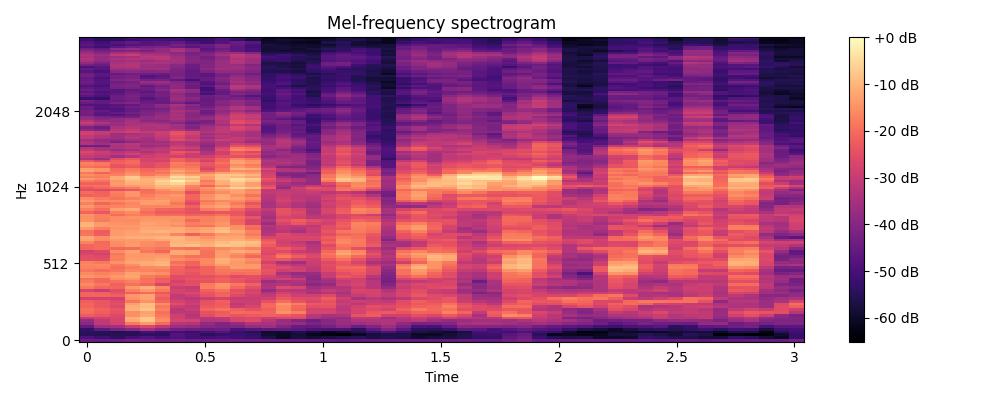 Mel-frequency spectrogram
+0 dB
-10 dB
-20 dB
-30 dB
-40 dB
-50 dB
-60 dB
Hz
2048
1024
512
0
0 0.5 1 1.5 2 2.5 3
Time